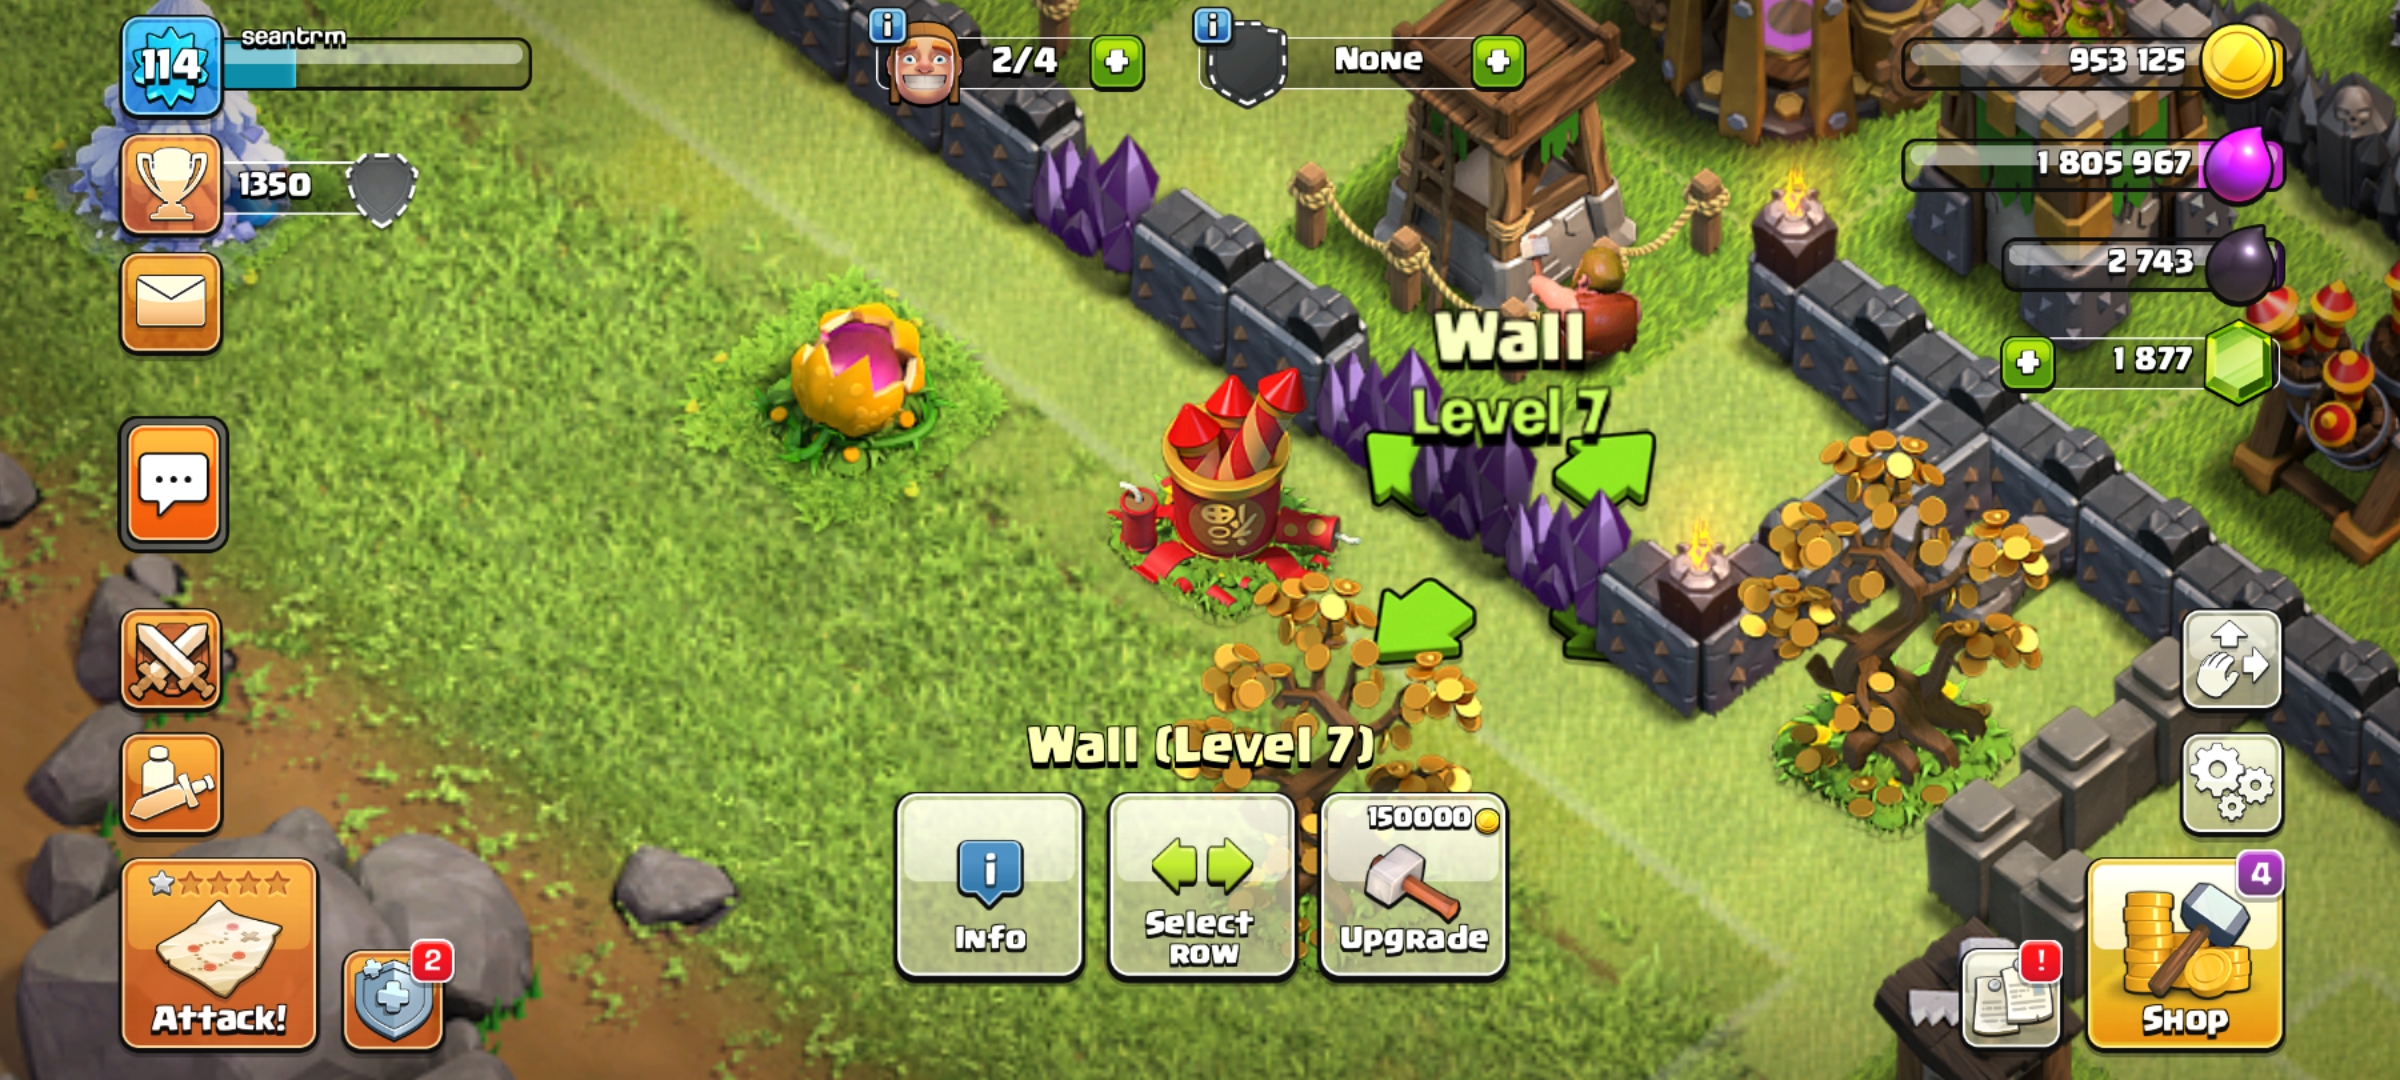 114
seantrm
2/4
None
953 125
1350
1 805 967
2 743
1 877
Wall
Level 7
Wall (Level 7)
150000
Info
Select
Row
Upgrade
Attack!
2
!
4
Shop